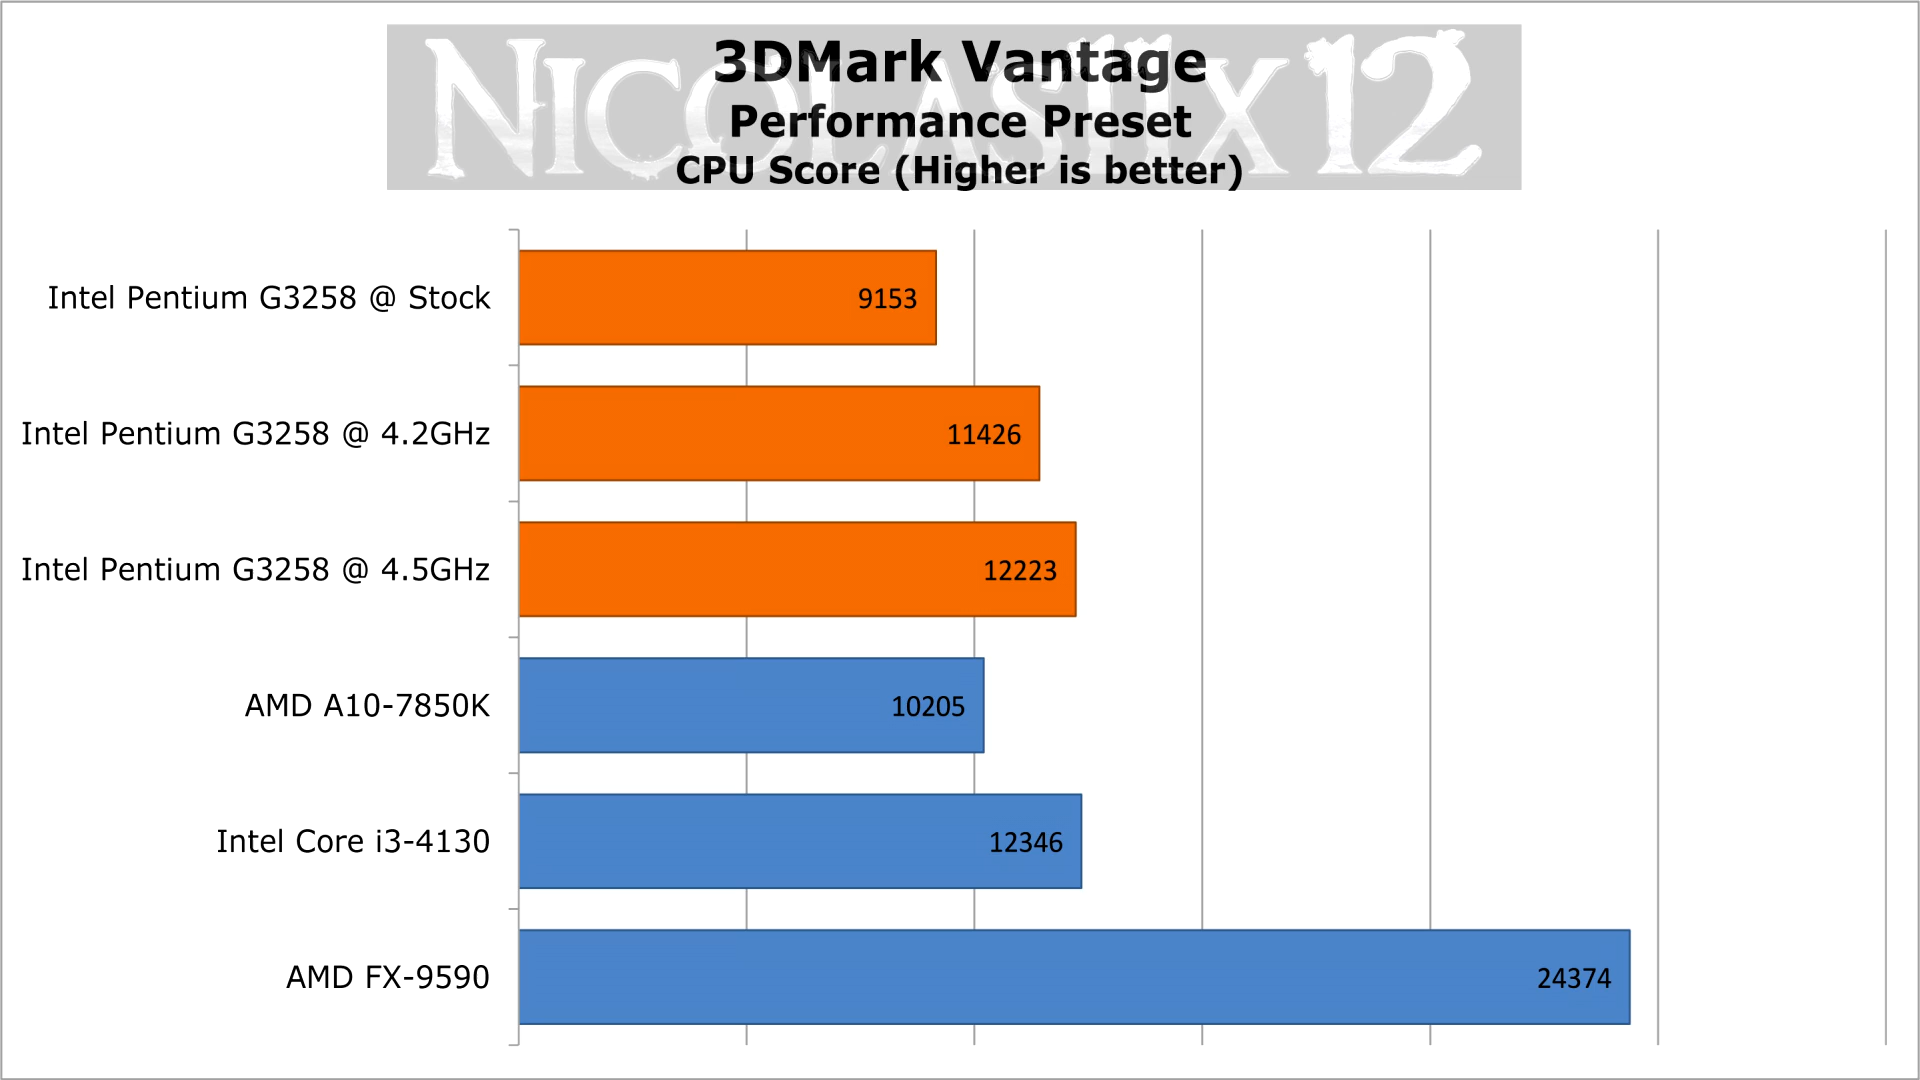 Nicolas11x12
3DMark Vantage
Performance Preset
CPU Score (Higher is better)
Intel Pentium G3258 @ Stock
9153
Intel Pentium G3258 @ 4.2GHz
11426
Intel Pentium G3258 @ 4.5GHz
12223
AMD A10-7850K
10205
Intel Core i3-4130
12346
AMD FX-9590
24374